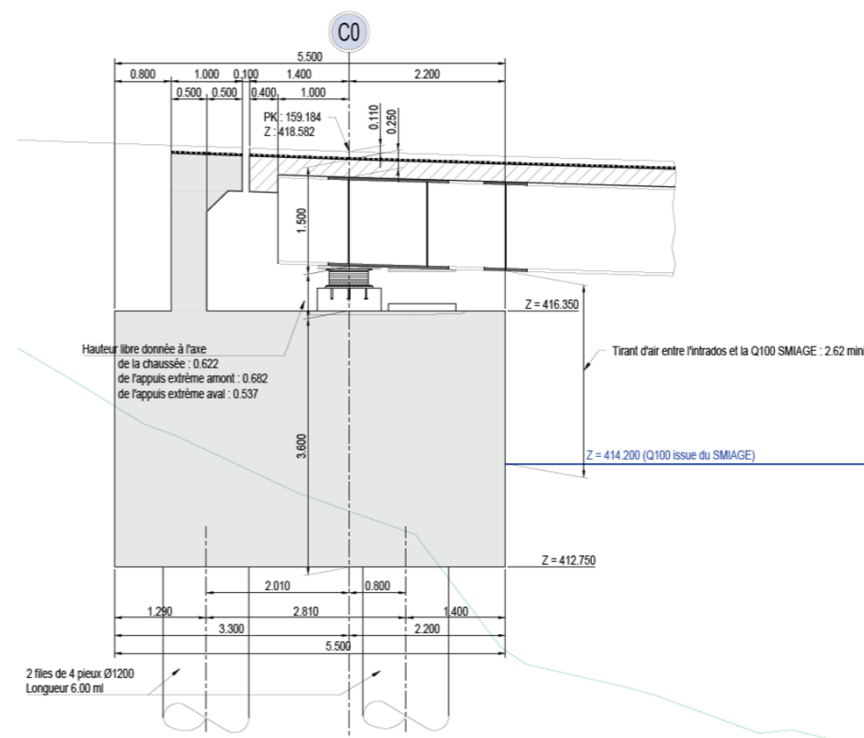 C0
5.500
0.800
1.000
0.100
1.400
2.200
0.500
0.500
0.400
1.000
PK : 159.184
Z : 418.582
0.110
0.250
1.500
Z = 416.350
Hauteur libre donnée à l'axe
de la chaussée : 0.622
de l'appuis extrème amont : 0.682
de l'appuis extrème aval : 0.537
Tirant d'air entre l'intrados et la Q100 SMIAGE : 2.62 mini
3.600
Z = 414.200 (Q100 issue du SMIAGE)
Z = 412.750
2.010
0.800
1.290
2.810
1.400
3.300
2.200
5.500
2 files de 4 pieux Ø1200
Longueur 6.00 ml